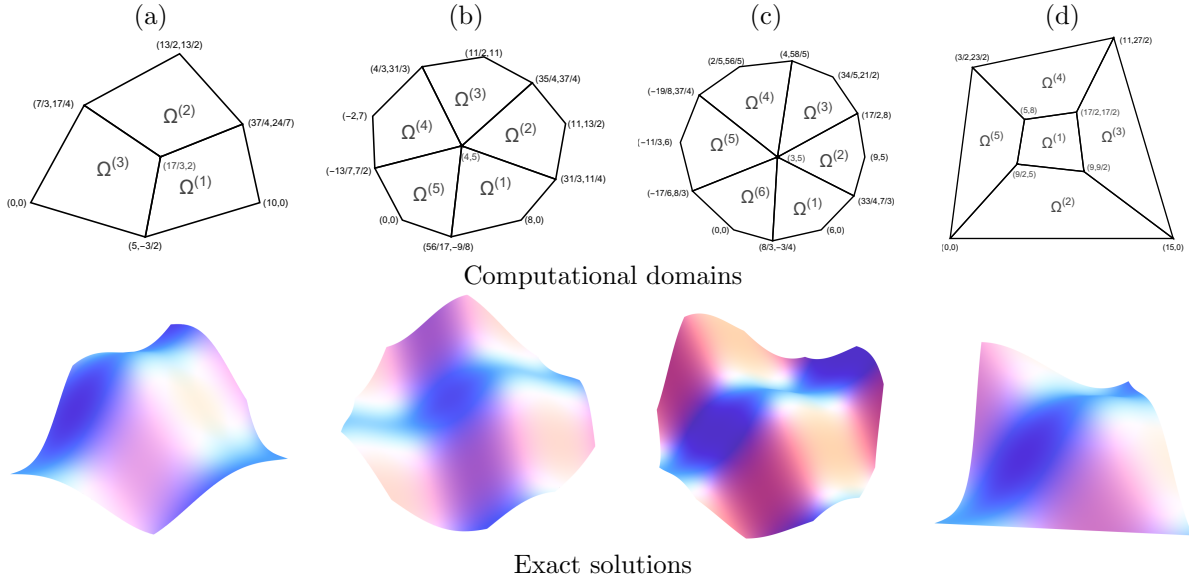 (a) (b) (c) (d)
(13/2,13/2)
(7/3,17/4)
Ω(2)
(37/4,24/7)
Ω(3)
(17/3,2)
Ω(1)
(0,0)
(10,0)
(5,−3/2)
(11/2,11)
(4/3,31/3)
(35/4,37/4)
Ω(3)
(−2,7)
Ω(4)
Ω(2)
(11,13/2)
(4,5)
(−13/7,7/2)
(31/3,11/4)
Ω(5)
Ω(1)
(0,0)
(8,0)
(56/17,−9/8)
(4,58/5)
(2/5,56/5)
(34/5,21/2)
(−19/8,37/4)
Ω(4)
Ω(3)
(17/2,8)
(−11/3,6)
Ω(5)
Ω(2)
(9,5)
(3,5)
(−17/6,8/3)
Ω(6)
Ω(1)
(33/4,7/3)
(0,0)
(6,0)
(8/3,−3/4)
(11,27/2)
(3/2,23/2)
Ω(4)
(5,8)
(17/2,17/2)
Ω(5)
Ω(1)
Ω(3)
(9/2,5)
(9,9/2)
Ω(2)
(0,0)
(15,0)
Computational domains
Exact solutions